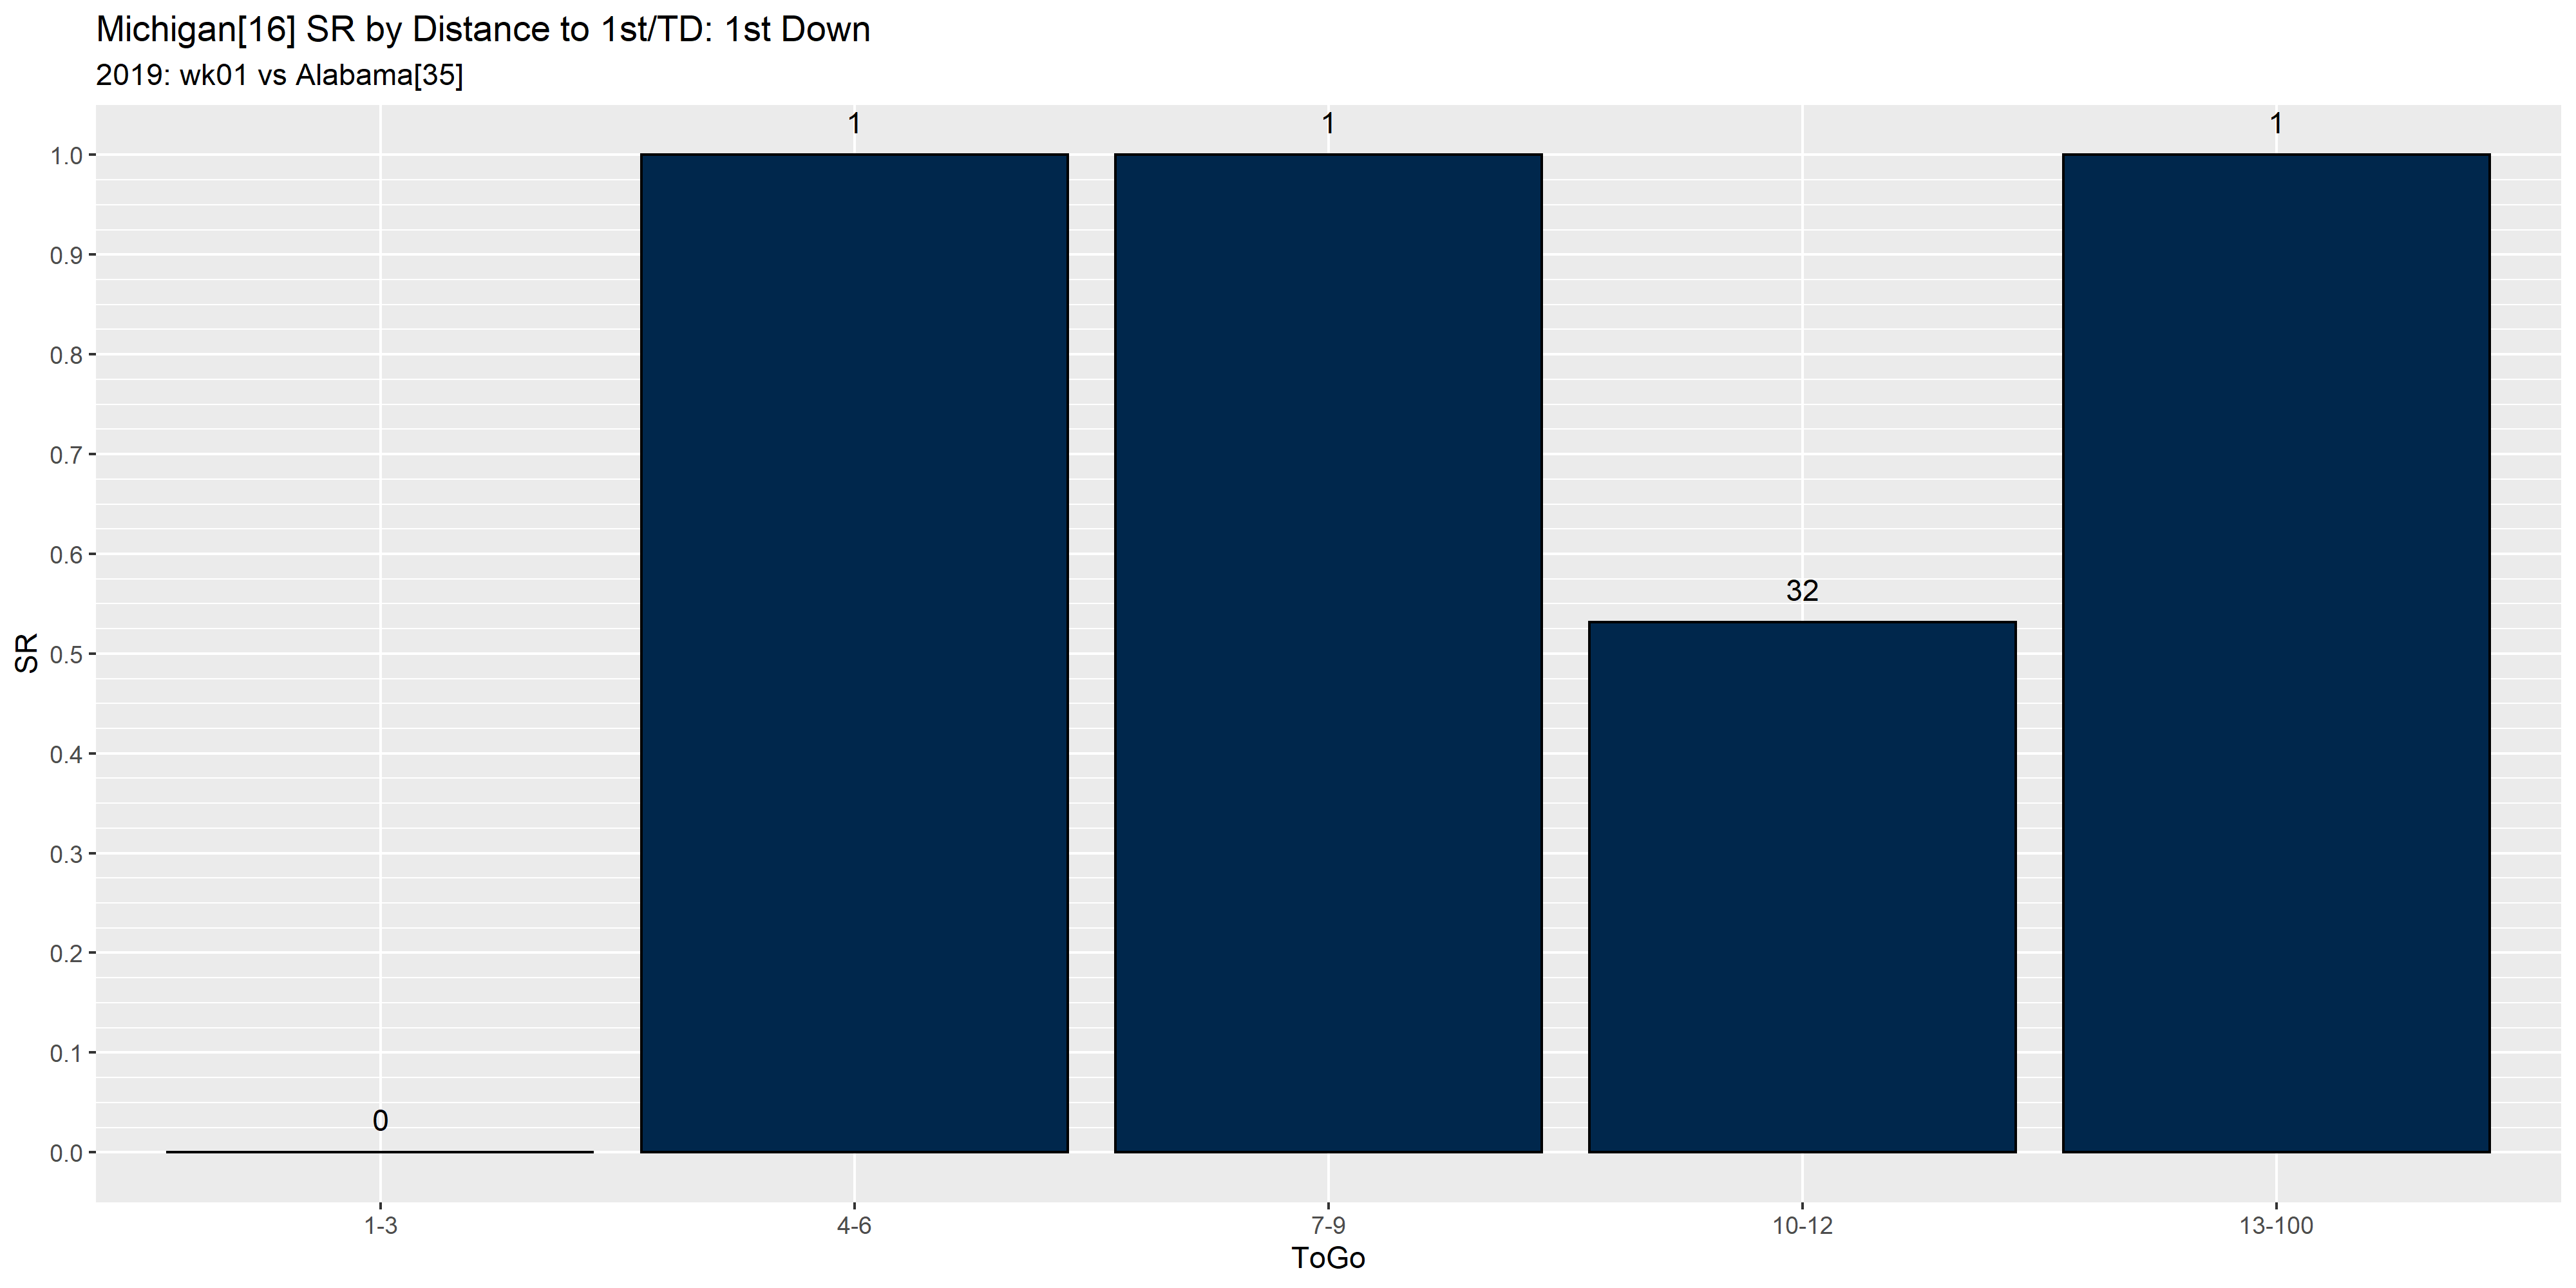 Michigan[16] SR by Distance to 1st/TD: 1st Down
2019: wk01 vs Alabama[35]
1 1 1
1.0
0.9
0.8
0.7
0.6
32
SR
0.5
0.4
0.3
0.2
0.1
0
0.0
1-3 4-6 7-9 10-12 13-100
ToGo